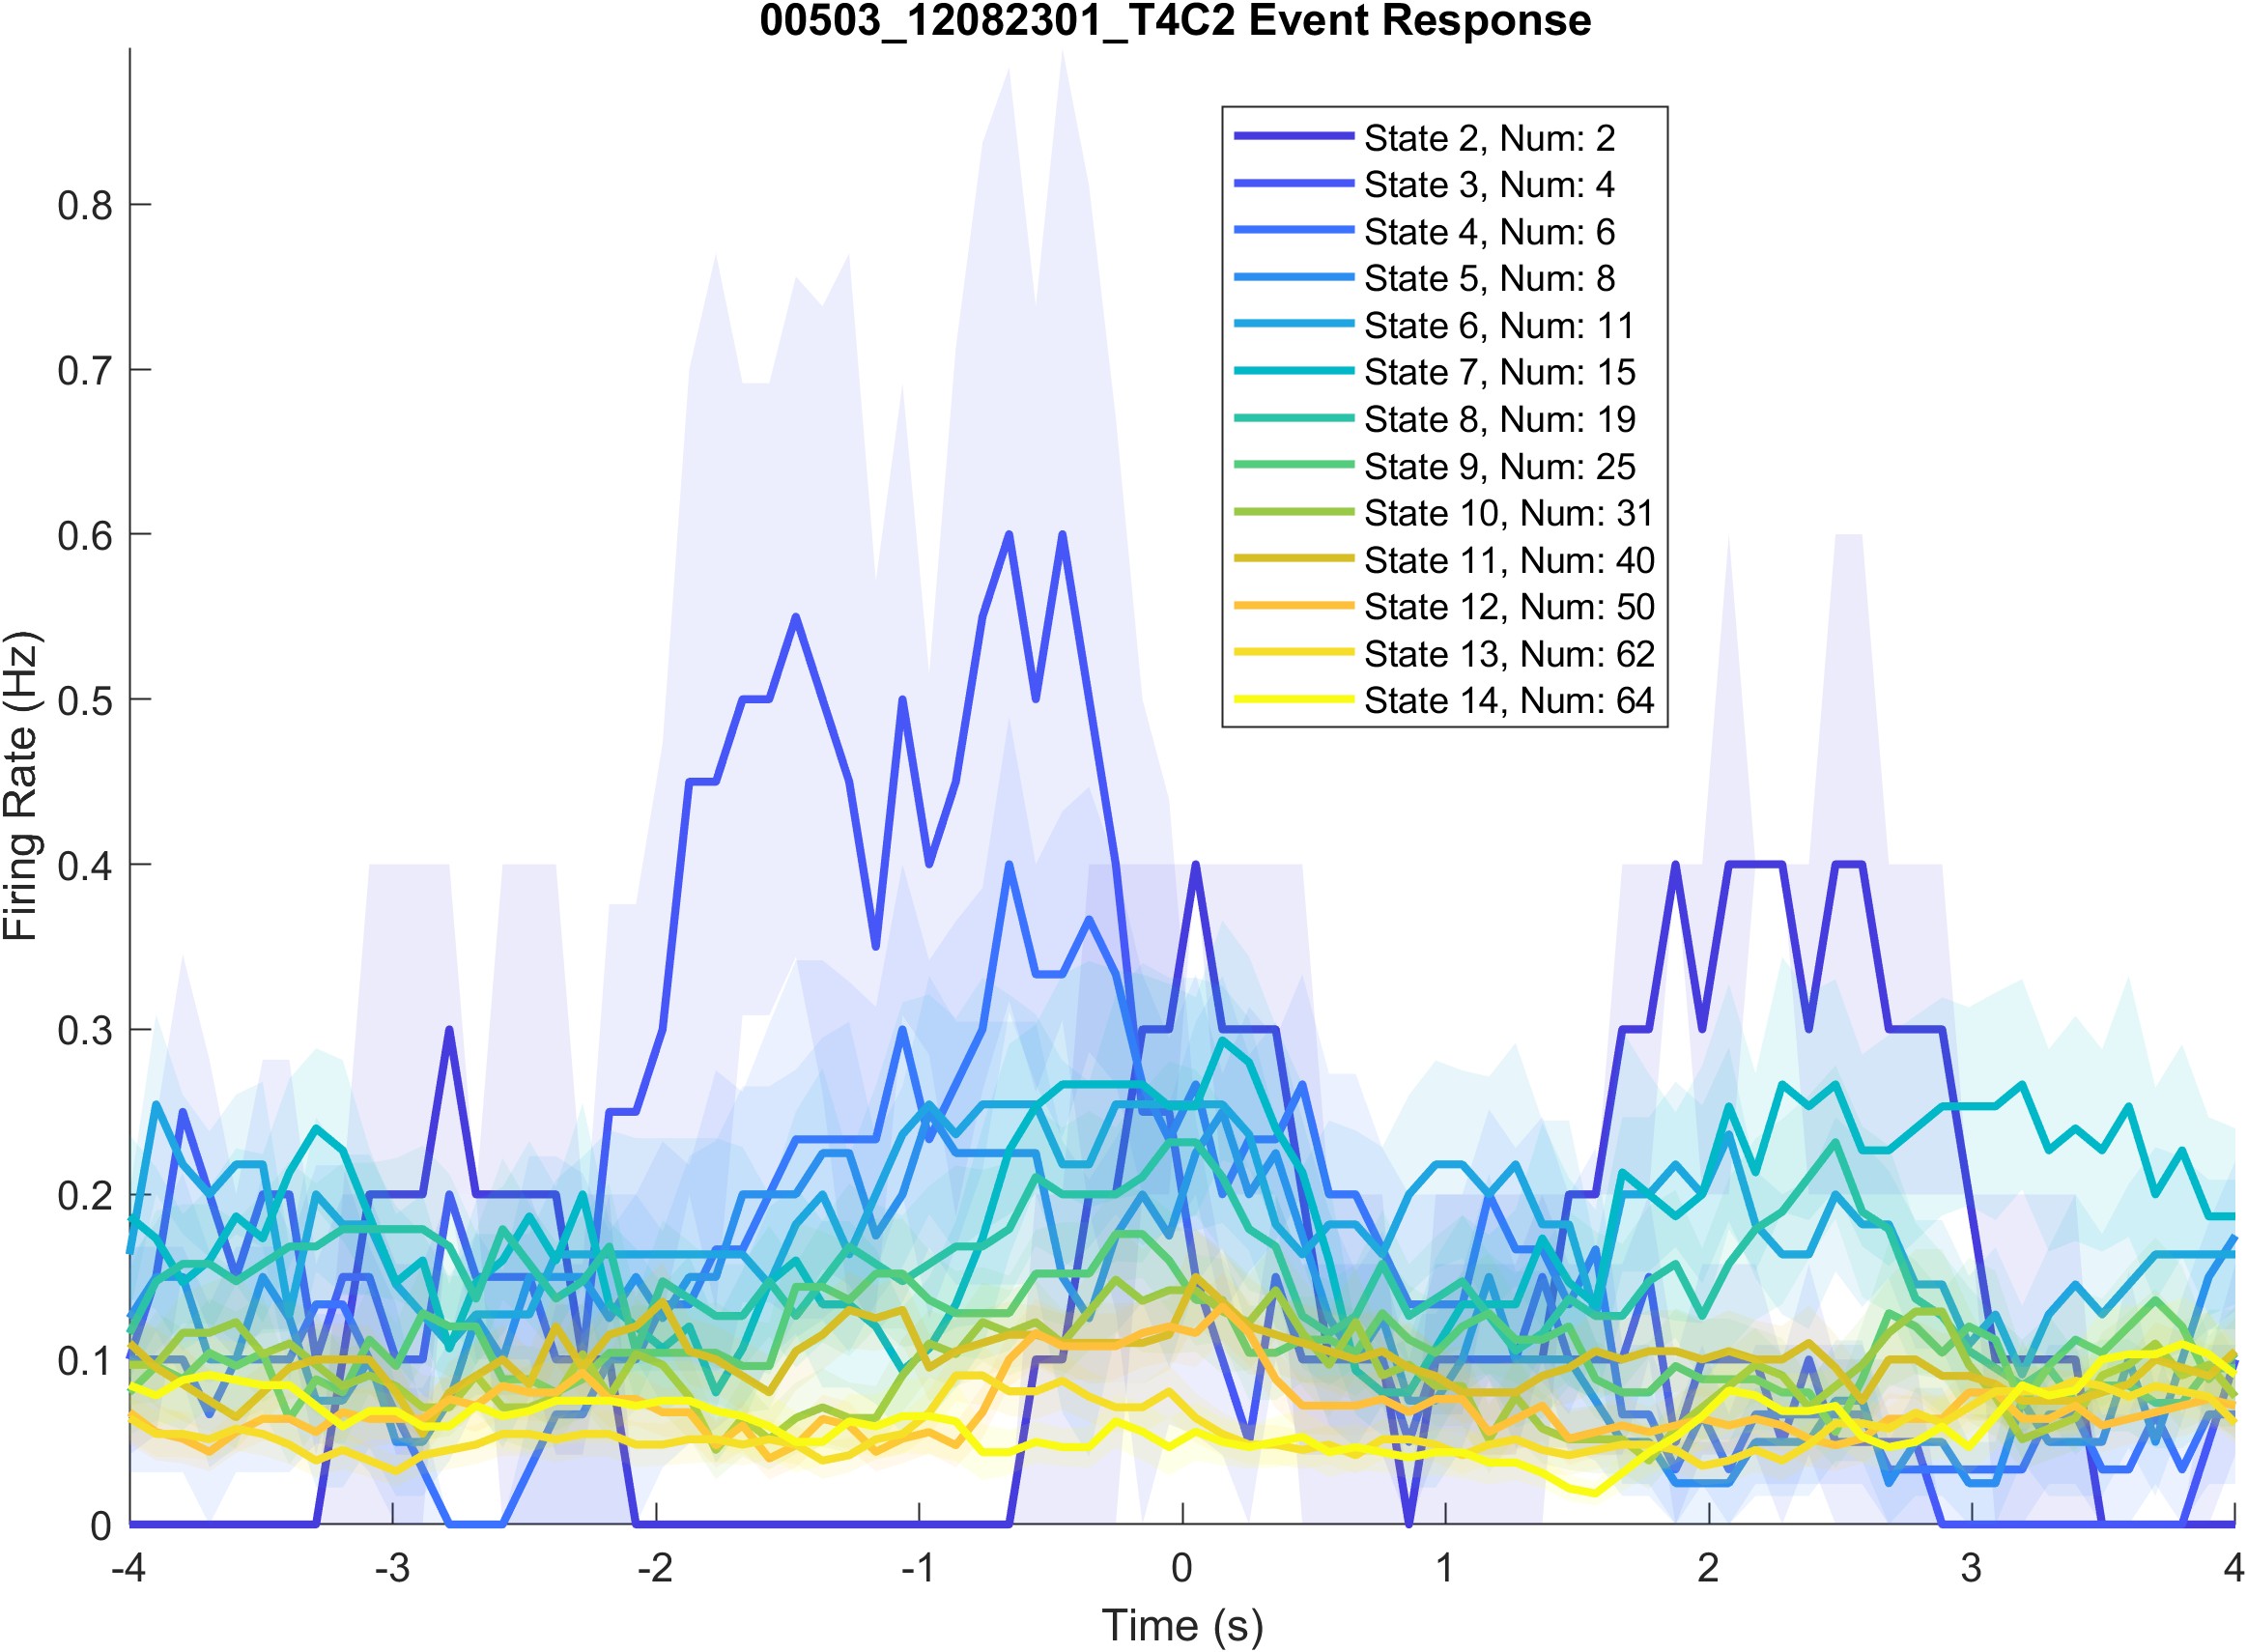 00503_12082301_T4C2 Event Response
State 2, Num: 2
State 3, Num: 4
State 4, Num: 6
State 5, Num: 8
State 6, Num: 11
State 7, Num: 15
State 8, Num: 19
State 9, Num: 25
State 10, Num: 31
State 11, Num: 40
State 12, Num: 50
State 13, Num: 62
State 14, Num: 64
Firing Rate (Hz)
0.8
0.7
0.6
0.5
0.4
0.3
0.2
0.1
0
-4 -3 -2 -1 0 1 2 3 4
Time (s)